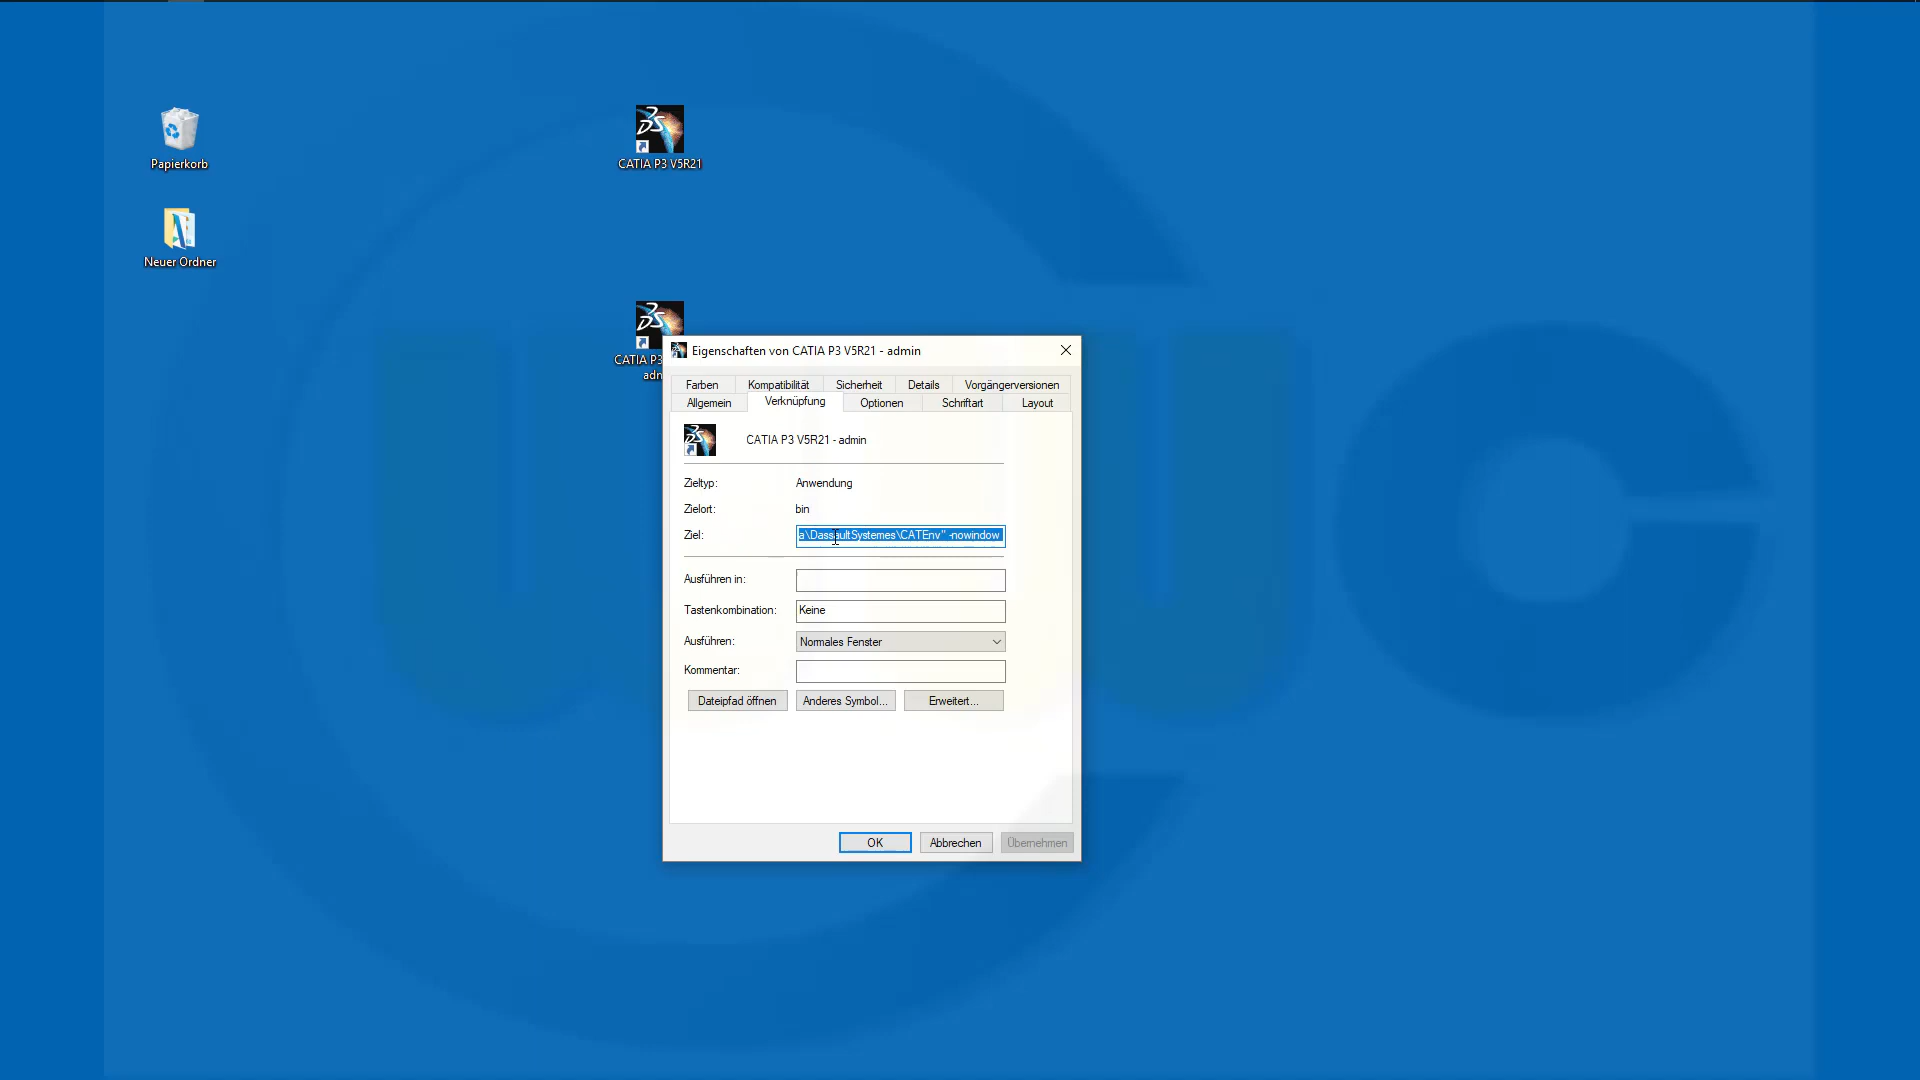 Papierkorb
CATIA P3 V5R21
Neuer Ordner
CATIA P3
adm
Eigenschaften von CATIA P3 V5R21 - admin
Farben Kompatibilität Sicherheit Details Vorgängerversionen
Allgemein Verknüpfung Optionen Schriftart Layout
CATIA P3 V5R21 - admin
Zieltyp: Anwendung
Zielort: bin
Ziel: a\DassaultSystemes\CATEnv" -nowindow
Ausführen in:
Tastenkombination: Keine
Ausführen: Normales Fenster
Kommentar:
Dateipfad öffnen Anderes Symbol... Erweitert...
OK Abbrechen Übernehmen